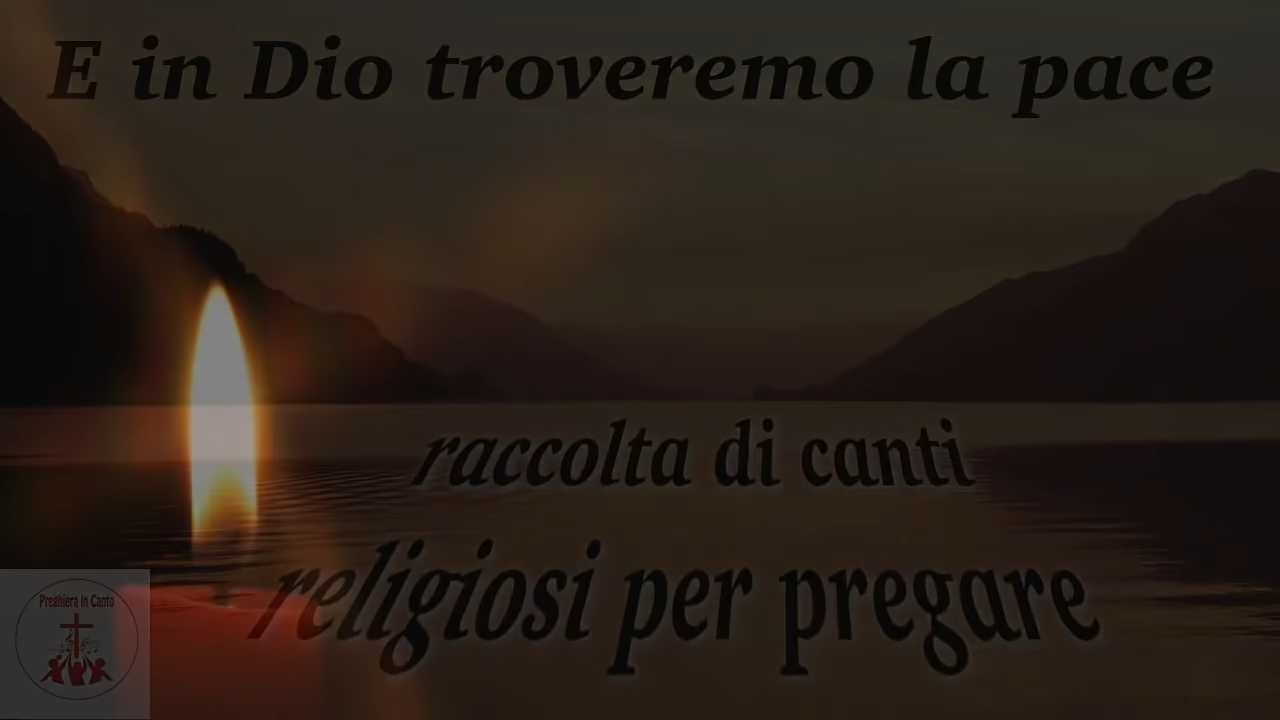 E in Dio troveremo la pace
raccolta di canti
religiosi per pregare
Preghiera in Canto